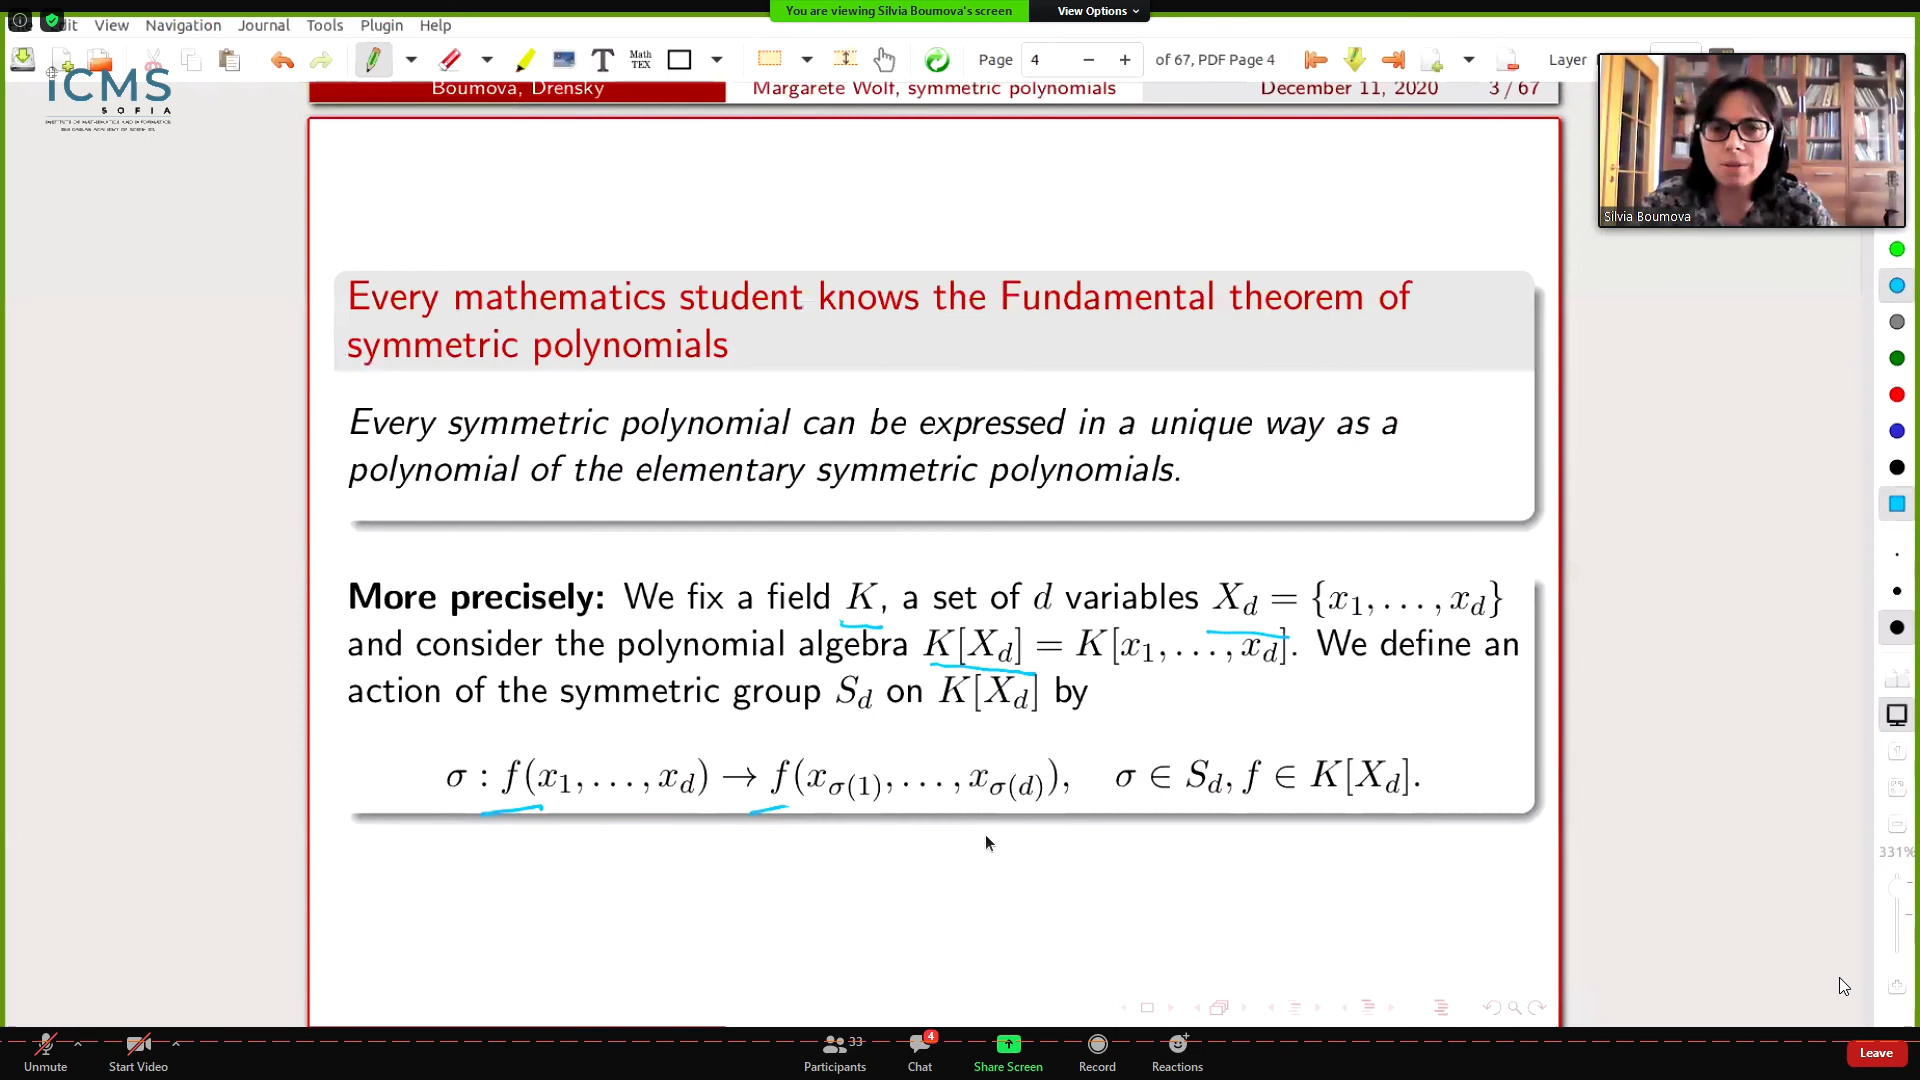 You are viewing Silvia Boumova's screen
View Options
View Navigation Journal Tools Plugin Help
Math TEX
Page 4 of 67, PDF Page 4
Layer
iCMS
SOFIA
Boumova, Drensky
Margarete Wolf, symmetric polynomials
December 11, 2020
3 / 67
Silvia Boumova
Every mathematics student knows the Fundamental theorem of
symmetric polynomials
Every symmetric polynomial can be expressed in a unique way as a
polynomial of the elementary symmetric polynomials.
More precisely: We fix a field K, a set of d variables X_d = {x_1, . . . , x_d}
and consider the polynomial algebra K[X_d] = K[x_1, . . . , x_d]. We define an
action of the symmetric group S_d on K[X_d] by
σ : f(x_1, . . . , x_d) → f(x_{σ(1)}, . . . , x_{σ(d)}), σ ∈ S_d, f ∈ K[X_d].
331%
Unmute
Start Video
Participants 33
Chat 4
Share Screen
Record
Reactions
Leave